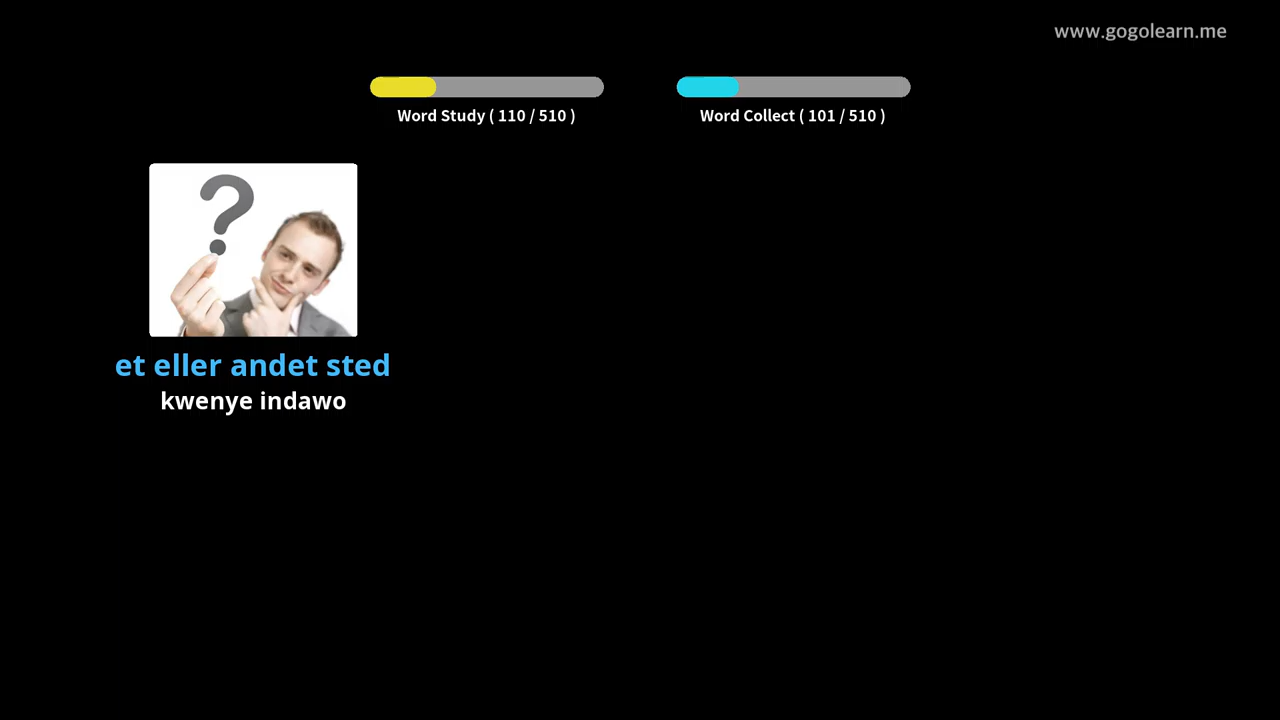 www.gogolearn.me
Word Study ( 110 / 510 )
Word Collect ( 101 / 510 )
?
et eller andet sted
kwenye indawo